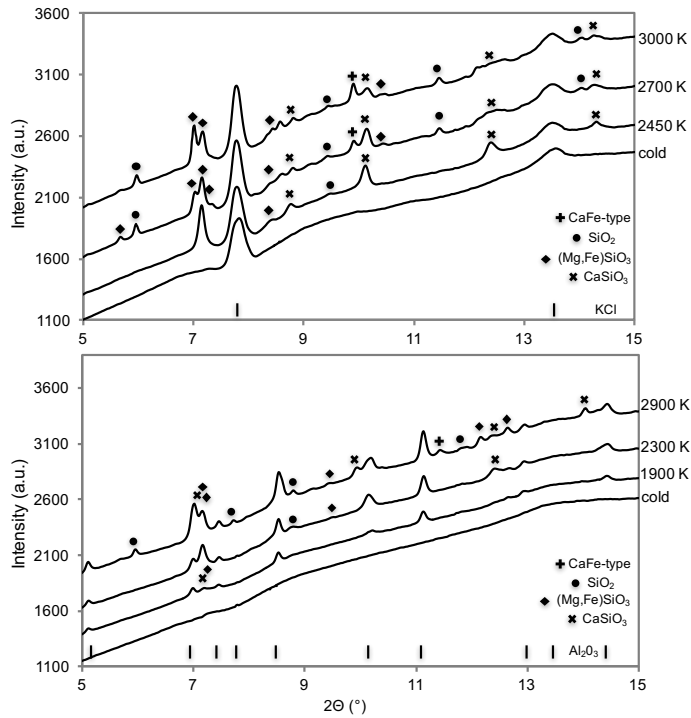 3600
3100
2600
2100
1600
1100
Intensity (a.u.)
3000 K
2700 K
2450 K
cold
CaFe-type
SiO₂
(Mg,Fe)SiO₃
CaSiO₃
KCl
5 7 9 11 13 15
3600
3100
2600
2100
1600
1100
Intensity (a.u.)
2900 K
2300 K
1900 K
cold
CaFe-type
SiO₂
(Mg,Fe)SiO₃
CaSiO₃
Al₂0₃
5 7 9 11 13 15
2Θ (°)